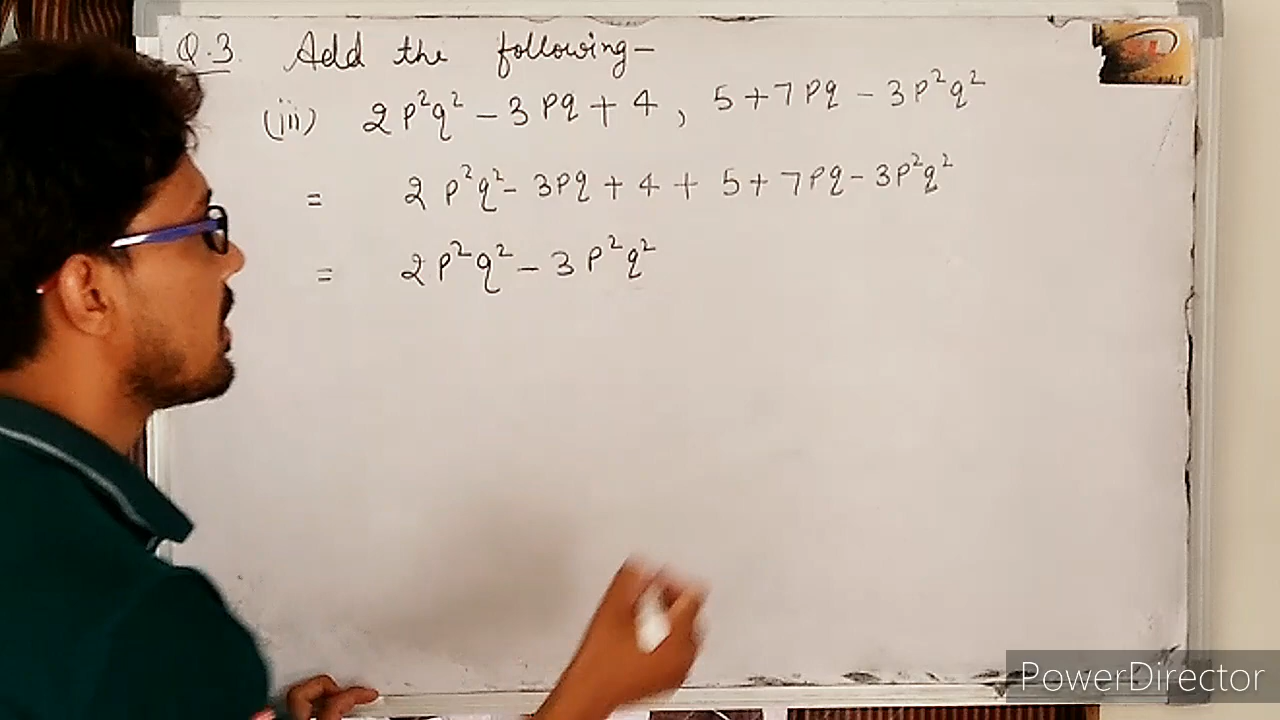 Q.3. Add the following—
(iii) 2p²q² - 3pq + 4, 5 + 7pq - 3p²q²
= 2p²q² - 3pq + 4 + 5 + 7pq - 3p²q²
= 2p²q² - 3p²q²
PowerDirector